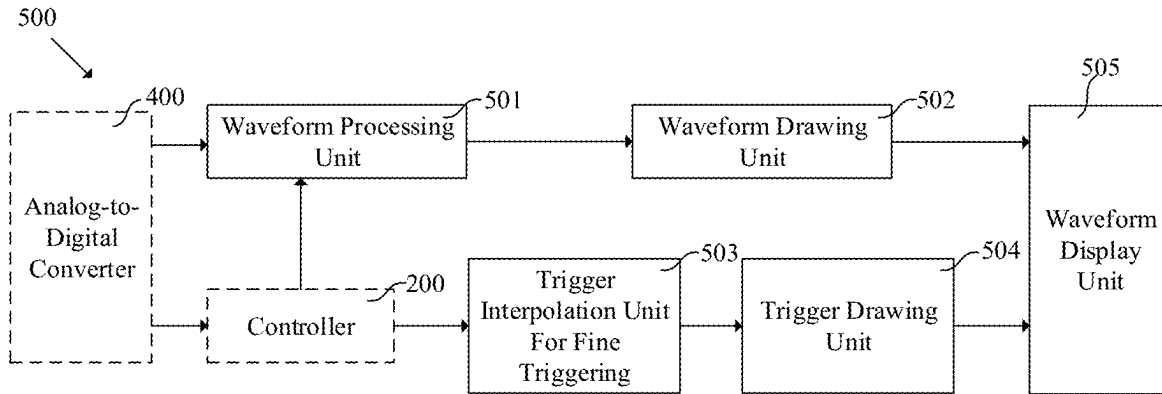 500
400
501
502
505
Waveform Processing
Unit
Waveform Drawing
Unit
Analog-to-
Digital
Converter
Waveform
Display
Unit
200
503
504
Controller
Trigger
Interpolation Unit
For Fine
Triggering
Trigger Drawing
Unit